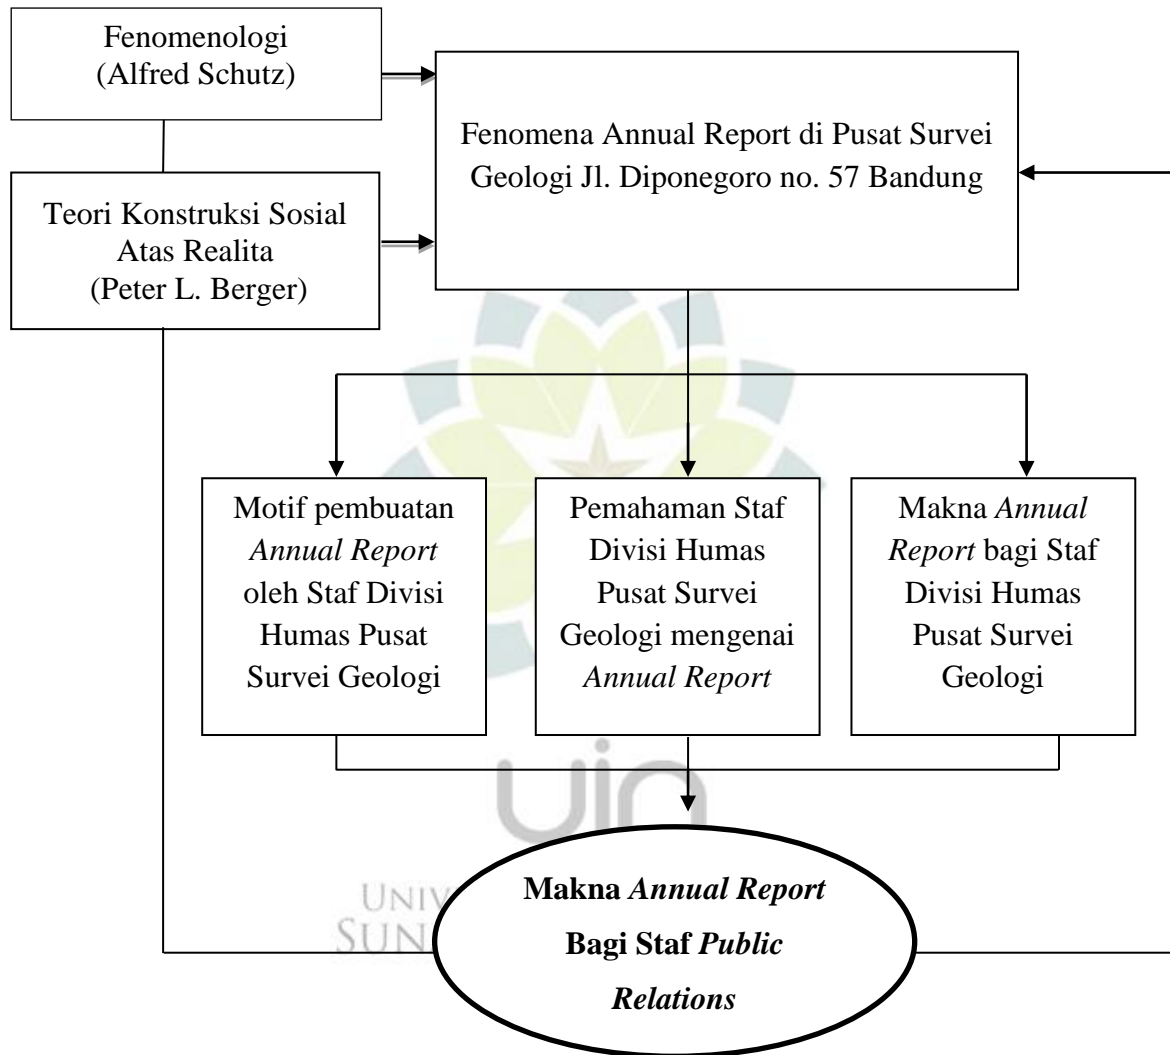 Fenomenologi
(Alfred Schutz)
Fenomena Annual Report di Pusat Survei
Geologi Jl. Diponegoro no. 57 Bandung
Teori Konstruksi Sosial
Atas Realita
(Peter L. Berger)
Motif pembuatan
Annual Report
oleh Staf Divisi
Humas Pusat
Survei Geologi
Pemahaman Staf
Divisi Humas
Pusat Survei
Geologi mengenai
Annual Report
Makna Annual
Report bagi Staf
Divisi Humas
Pusat Survei
Geologi
uin
Makna Annual Report
Bagi Staf Public
Relations